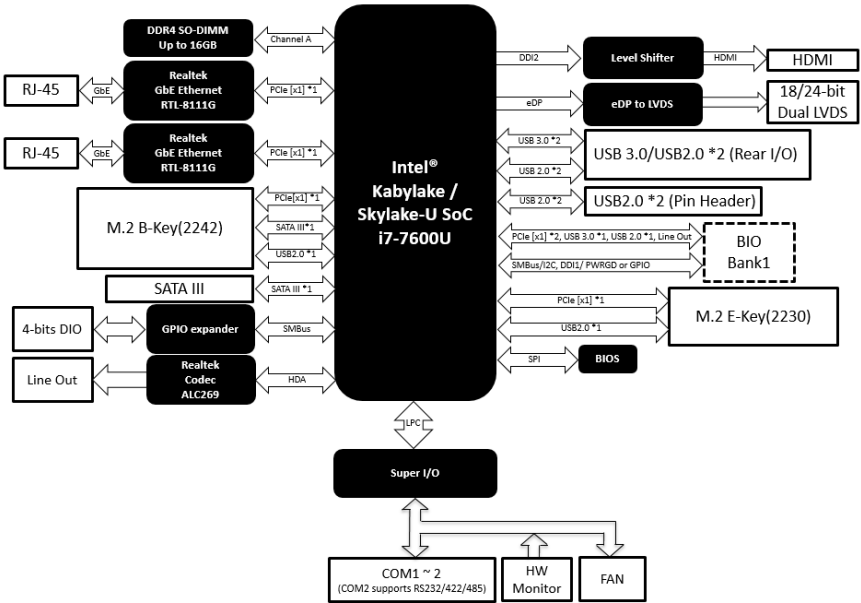 DDR4 SO-DIMM
Up to 16GB
Channel A
RJ-45
GbE
Realtek
GbE Ethernet
RTL-8111G
PCIe [x1] *1
RJ-45
GbE
Realtek
GbE Ethernet
RTL-8111G
PCIe [x1] *1
M.2 B-Key(2242)
PCIe[x1] *1
SATA III*1
USB2.0 *1
SATA III
SATA III *1
4-bits DIO
GPIO expander
SMBus
Line Out
Realtek
Codec
ALC269
HDA
Intel®
Kabylake /
Skylake-U SoC
i7-7600U
DDI2
Level Shifter
HDMI
HDMI
eDP
eDP to LVDS
18/24-bit
Dual LVDS
USB 3.0 *2
USB 2.0 *2
USB 3.0/USB2.0 *2 (Rear I/O)
USB 2.0 *2
USB2.0 *2 (Pin Header)
PCIe [x1] *2, USB 3.0 *1, USB 2.0 *1, Line Out
SMBus/I2C, DDI1/ PWRGD or GPIO
BIO
Bank1
PCIe [x1] *1
USB2.0 *1
M.2 E-Key(2230)
SPI
BIOS
LPC
Super I/O
COM1 ~ 2
(COM2 supports RS232/422/485)
HW
Monitor
FAN